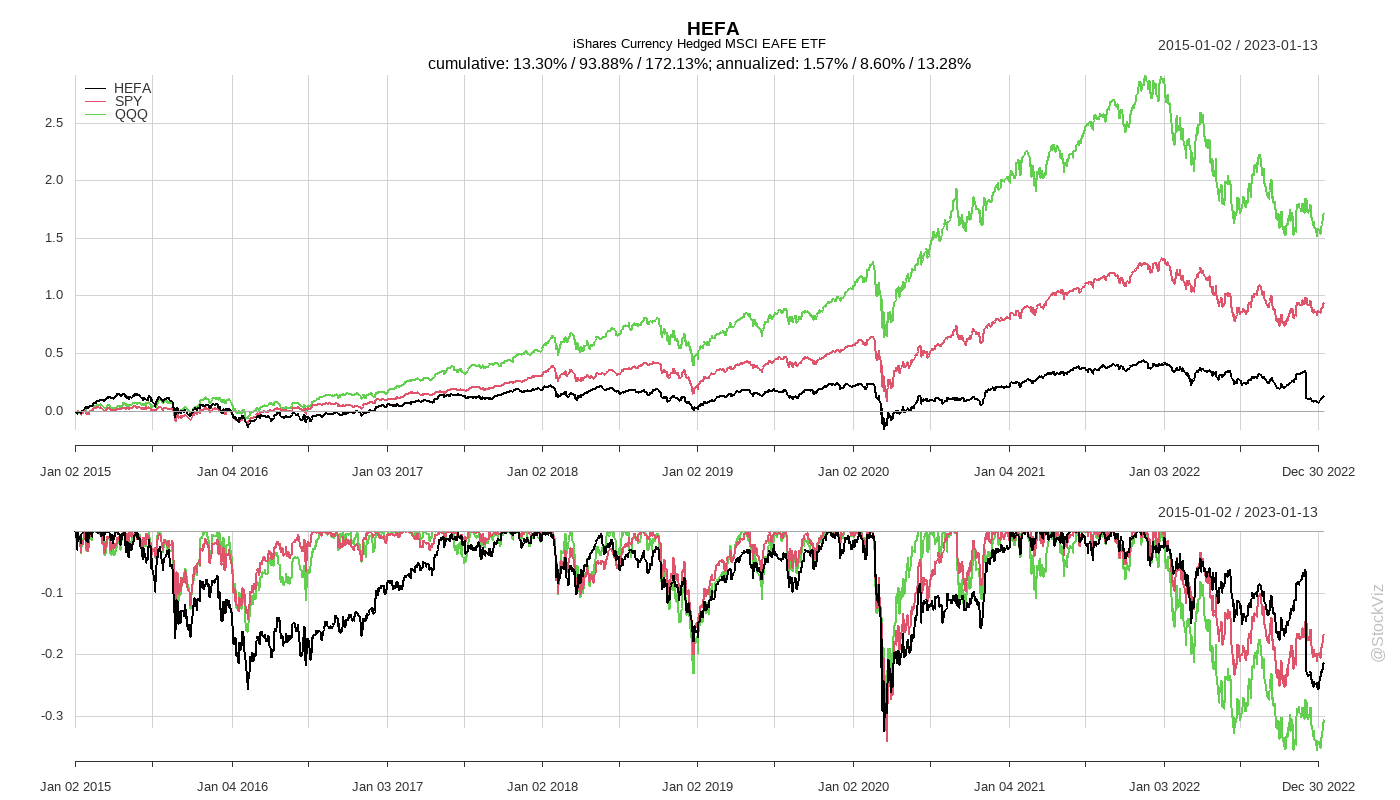 HEFA
iShares Currency Hedged MSCI EAFE ETF
2015-01-02 / 2023-01-13
cumulative: 13.30% / 93.88% / 172.13%; annualized: 1.57% / 8.60% / 13.28%
HEFA
SPY
QQQ
2.5
2.0
1.5
1.0
0.5
0.0
Jan 02 2015 Jan 04 2016 Jan 03 2017 Jan 02 2018 Jan 02 2019 Jan 02 2020 Jan 04 2021 Jan 03 2022 Dec 30 2022
2015-01-02 / 2023-01-13
-0.1
-0.2
-0.3
@StockViz
Jan 02 2015 Jan 04 2016 Jan 03 2017 Jan 02 2018 Jan 02 2019 Jan 02 2020 Jan 04 2021 Jan 03 2022 Dec 30 2022